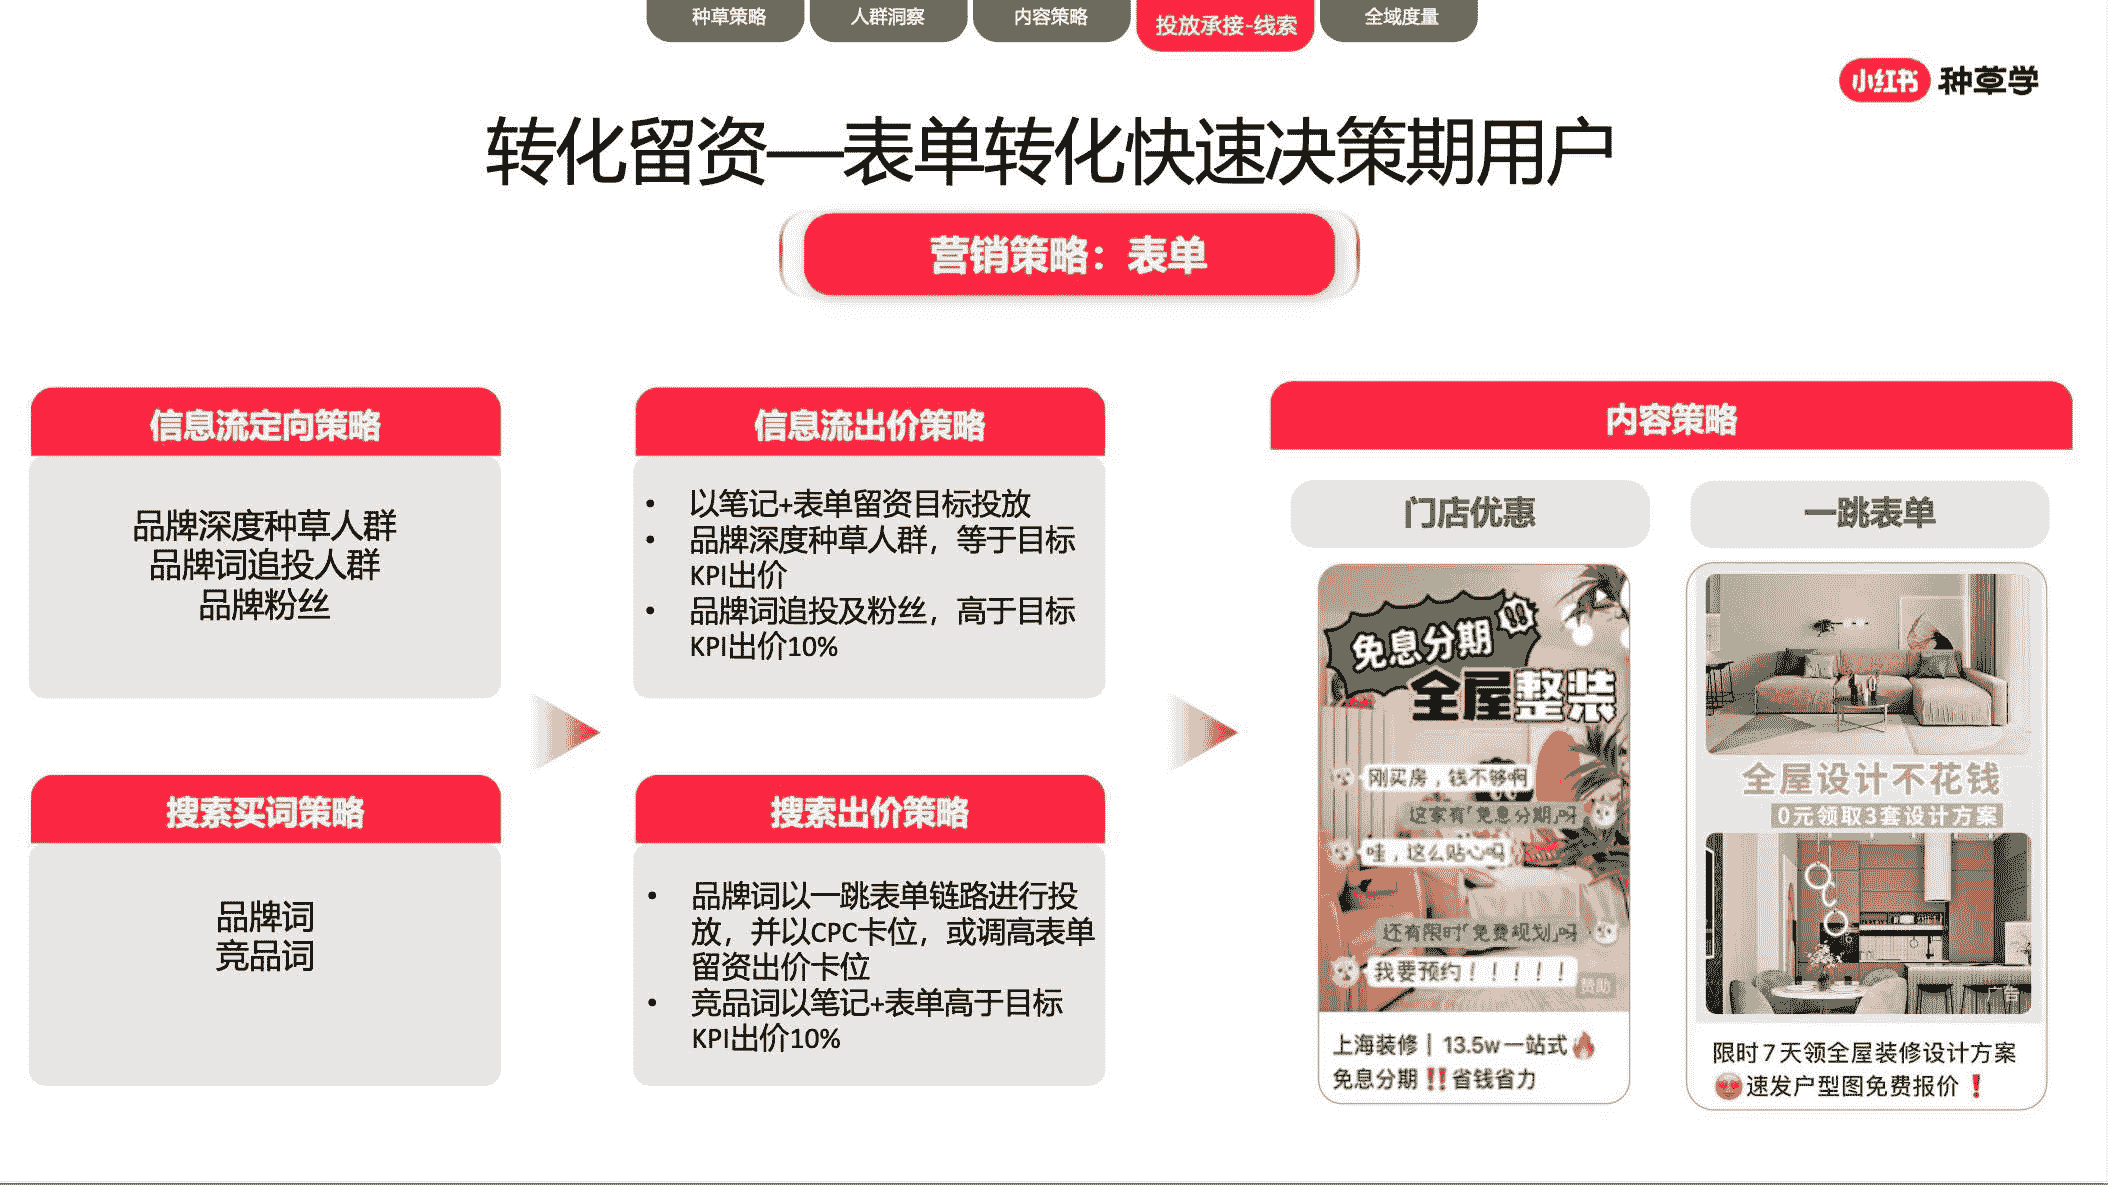 种草策略
人群洞察
内容策略
投放承接-线索
全域度量
小红书 种草学
转化留资—表单转化快速决策期用户
营销策略：表单
信息流定向策略
品牌深度种草人群
品牌词追投人群
品牌粉丝
搜索买词策略
品牌词
竞品词
信息流出价策略
• 以笔记+表单留资目标投放
• 品牌深度种草人群，等于目标
KPI出价
• 品牌词追投及粉丝，高于目标
KPI出价10%
搜索出价策略
• 品牌词以一跳表单链路进行投
放，并以CPC卡位，或调高表单
留资出价卡位
• 竞品词以笔记+表单高于目标
KPI出价10%
内容策略
门店优惠
免息分期!!
全屋整装
刚买房，钱不够啊
这家有「免息分期」呀
哇，这么贴心吗
还有限时「免费规划」呀
我要预约！！！！！
赞助
上海装修｜13.5w一站式🔥
免息分期‼️省钱省力
一跳表单
全屋设计不花钱
0元领取3套设计方案
广告
限时7天领全屋装修设计方案
😍速发户型图免费报价❗